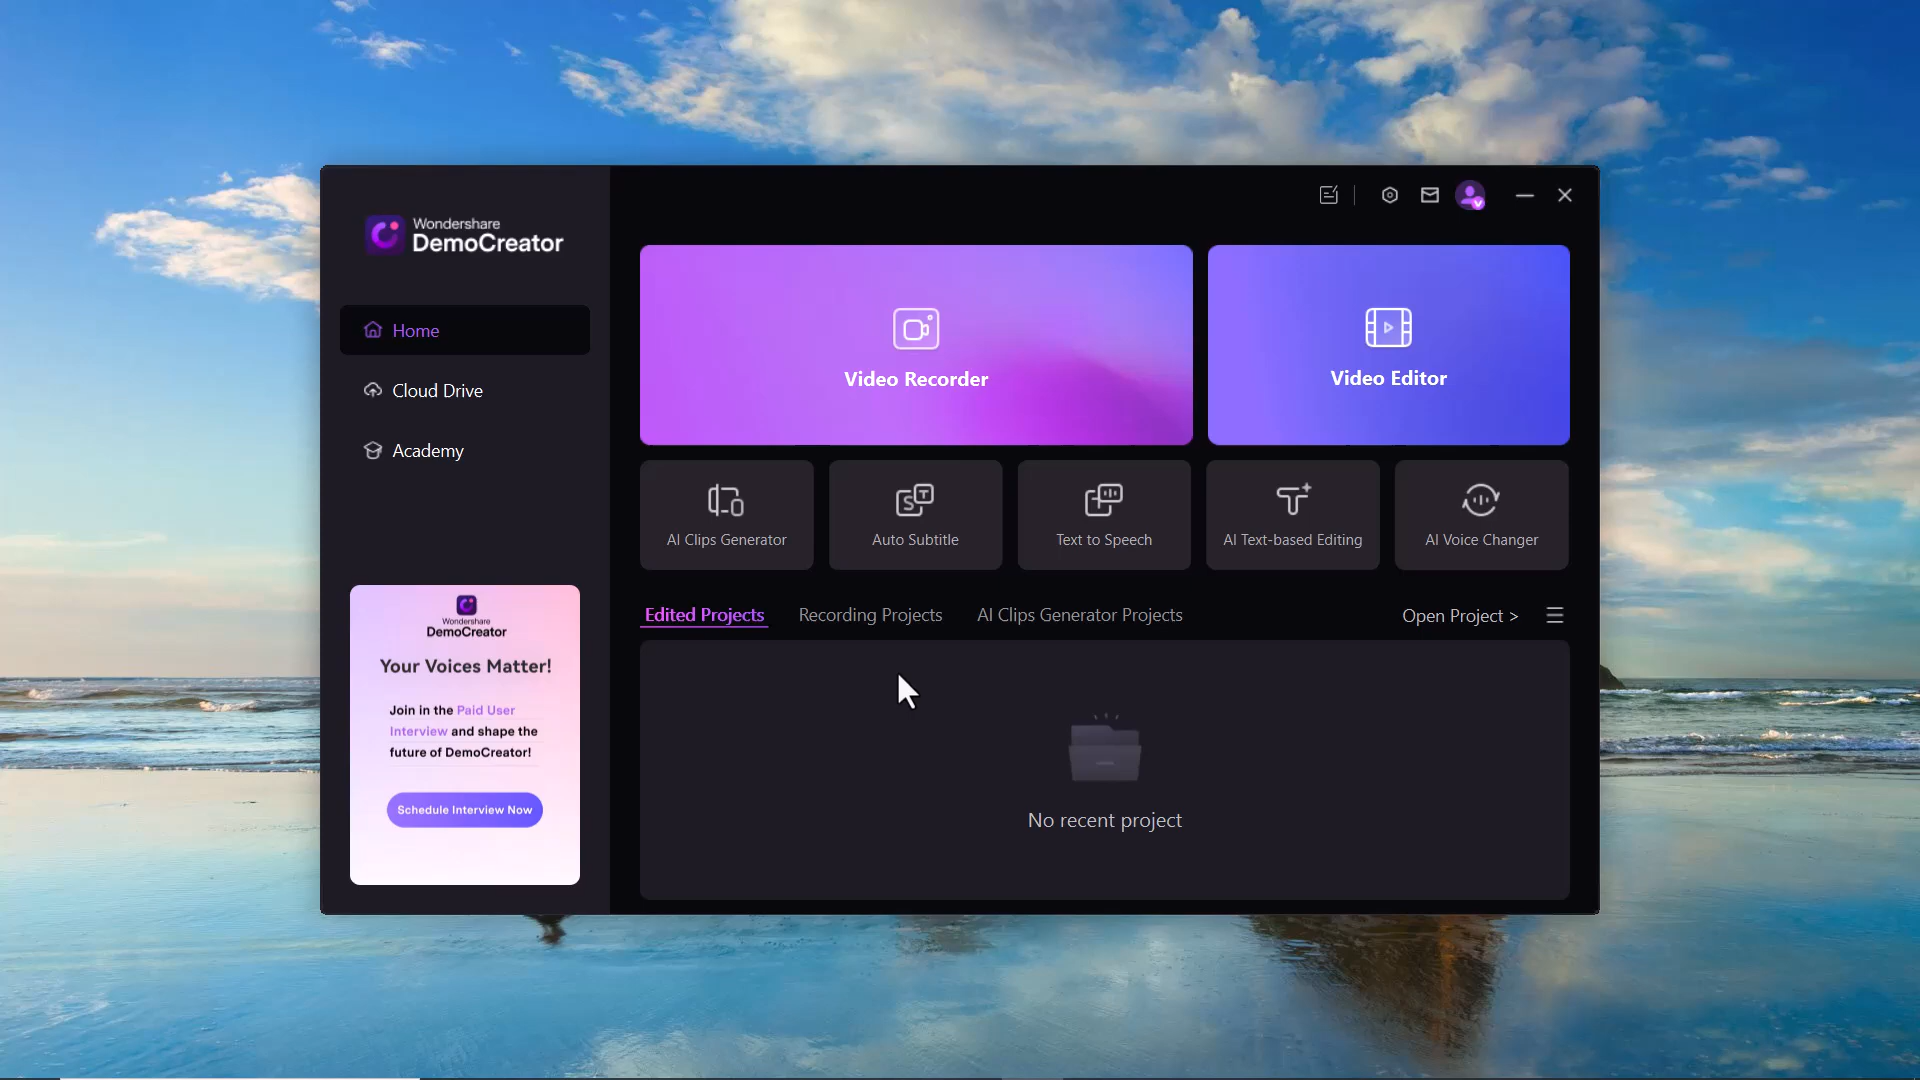 Wondershare
DemoCreator
Home
Cloud Drive
Academy
Wondershare
DemoCreator
Your Voices Matter!
Join in the Paid User
Interview and shape the
future of DemoCreator!
Schedule Interview Now
Video Recorder
Video Editor
AI Clips Generator
Auto Subtitle
Text to Speech
AI Text-based Editing
AI Voice Changer
Edited Projects
Recording Projects
AI Clips Generator Projects
Open Project >
No recent project